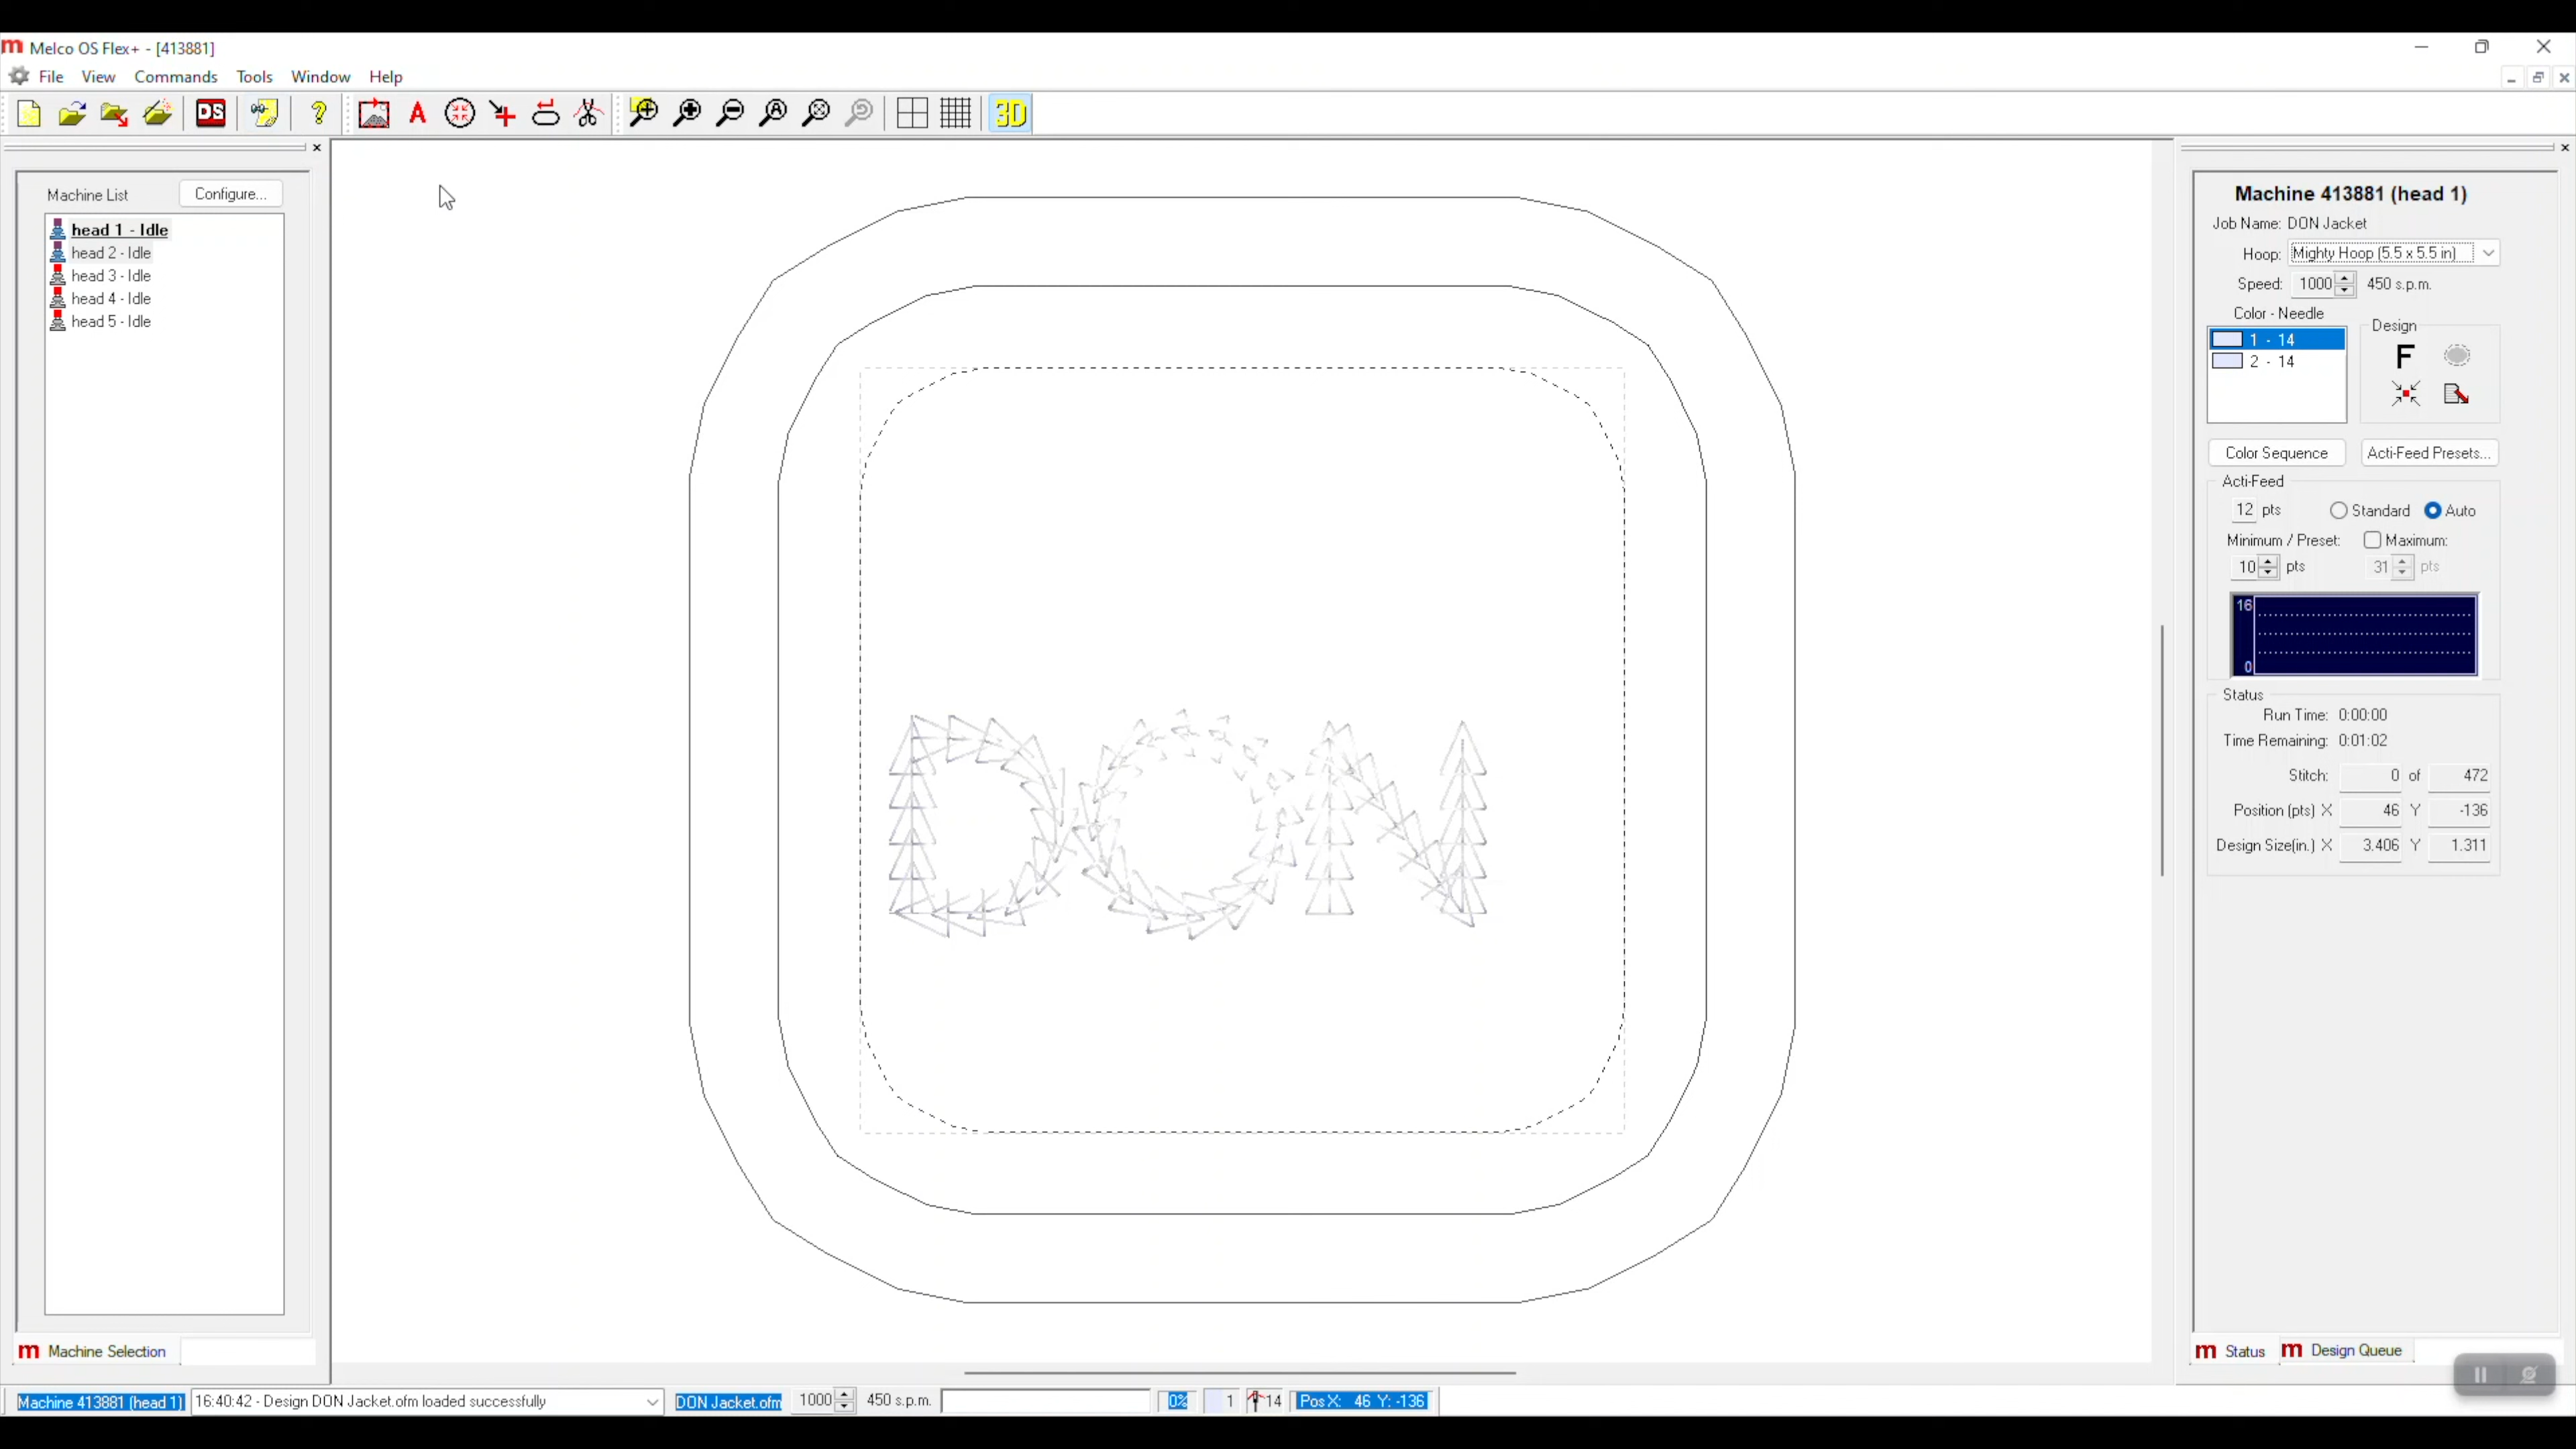 m Melco OS Flex+ - [413881]
File View Commands Tools Window Help
DS ? A 3D
Machine List Configure...
head 1 - Idle
head 2 - Idle
head 3 - Idle
head 4 - Idle
head 5 - Idle
m Machine Selection
DON
Machine 413881 (head 1)
Job Name: DON Jacket
Hoop: Mighty Hoop (5.5 x 5.5 in)
Speed: 1000 450 s.p.m.
Color - Needle
1 - 14
2 - 14
Design
F
Color Sequence Acti-Feed Presets...
Acti-Feed
12 pts Standard Auto
Minimum / Preset: Maximum:
10 pts 31 pts
16
0
Status
Run Time: 0:00:00
Time Remaining: 0:01:02
Stitch: 0 of 472
Position (pts) X 46 Y -136
Design Size(in.) X 3.406 Y 1.311
m Status m Design Queue
Machine 413881 (head 1) 16:40:42 - Design DON Jacket.ofm loaded successfully DON Jacket.ofm 1000 450 s.p.m. 0% 1 14 Pos X: 46 Y: -136